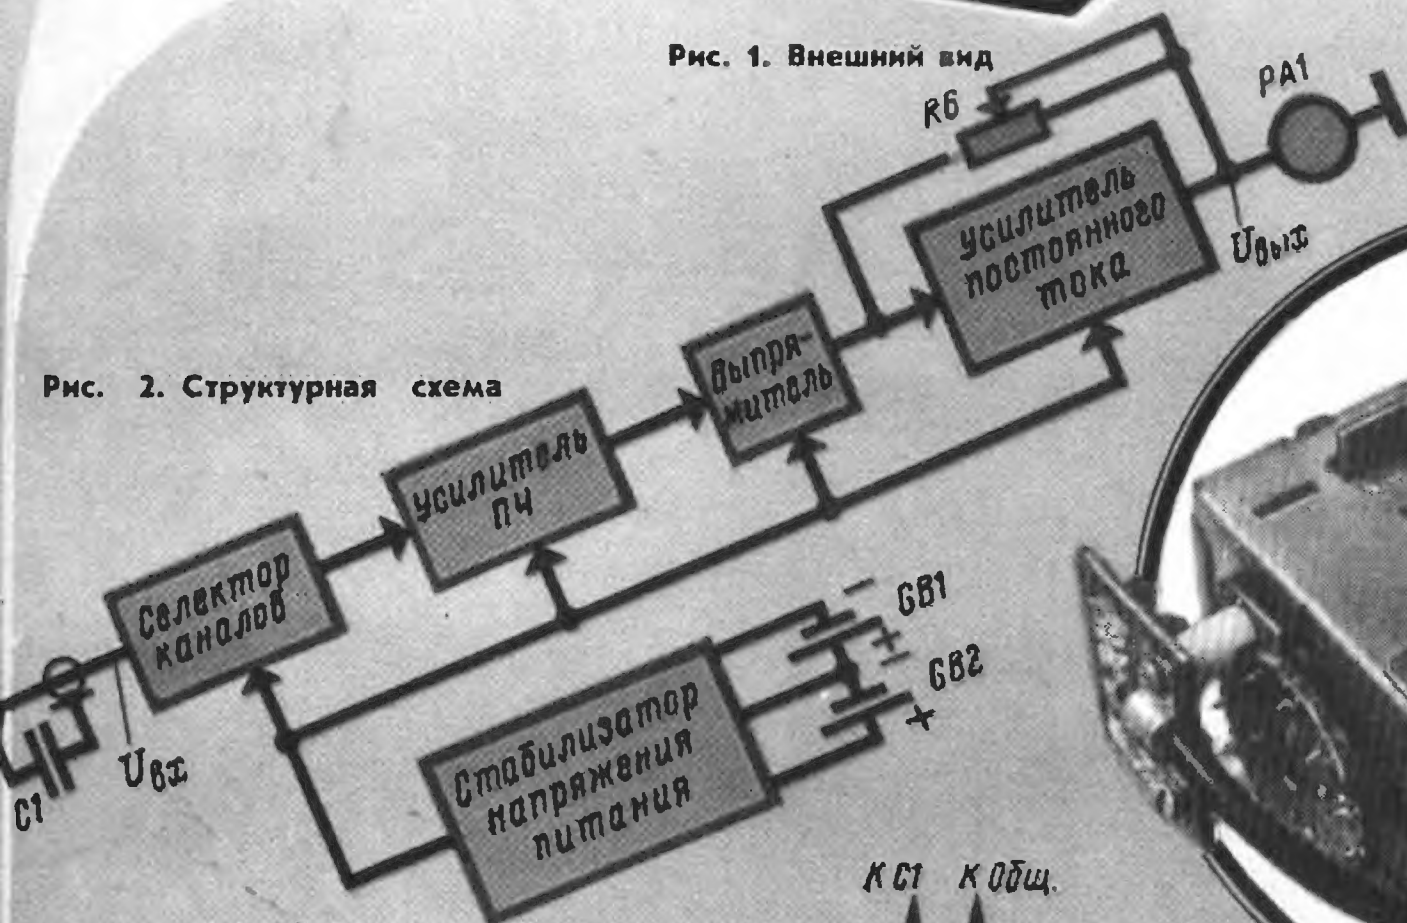 Рис. 1. Внешний вид
R6
PA1
Усилитель
постоянного
тока
Uвых
Выпря-
митель
Рис. 2. Структурная схема
Усилитель
ПЧ
Селектор
каналов
GB1
−
+
−
GB2
+
Стабилизатор
напряжения
питания
Uвх
C1
К C1 К Общ.